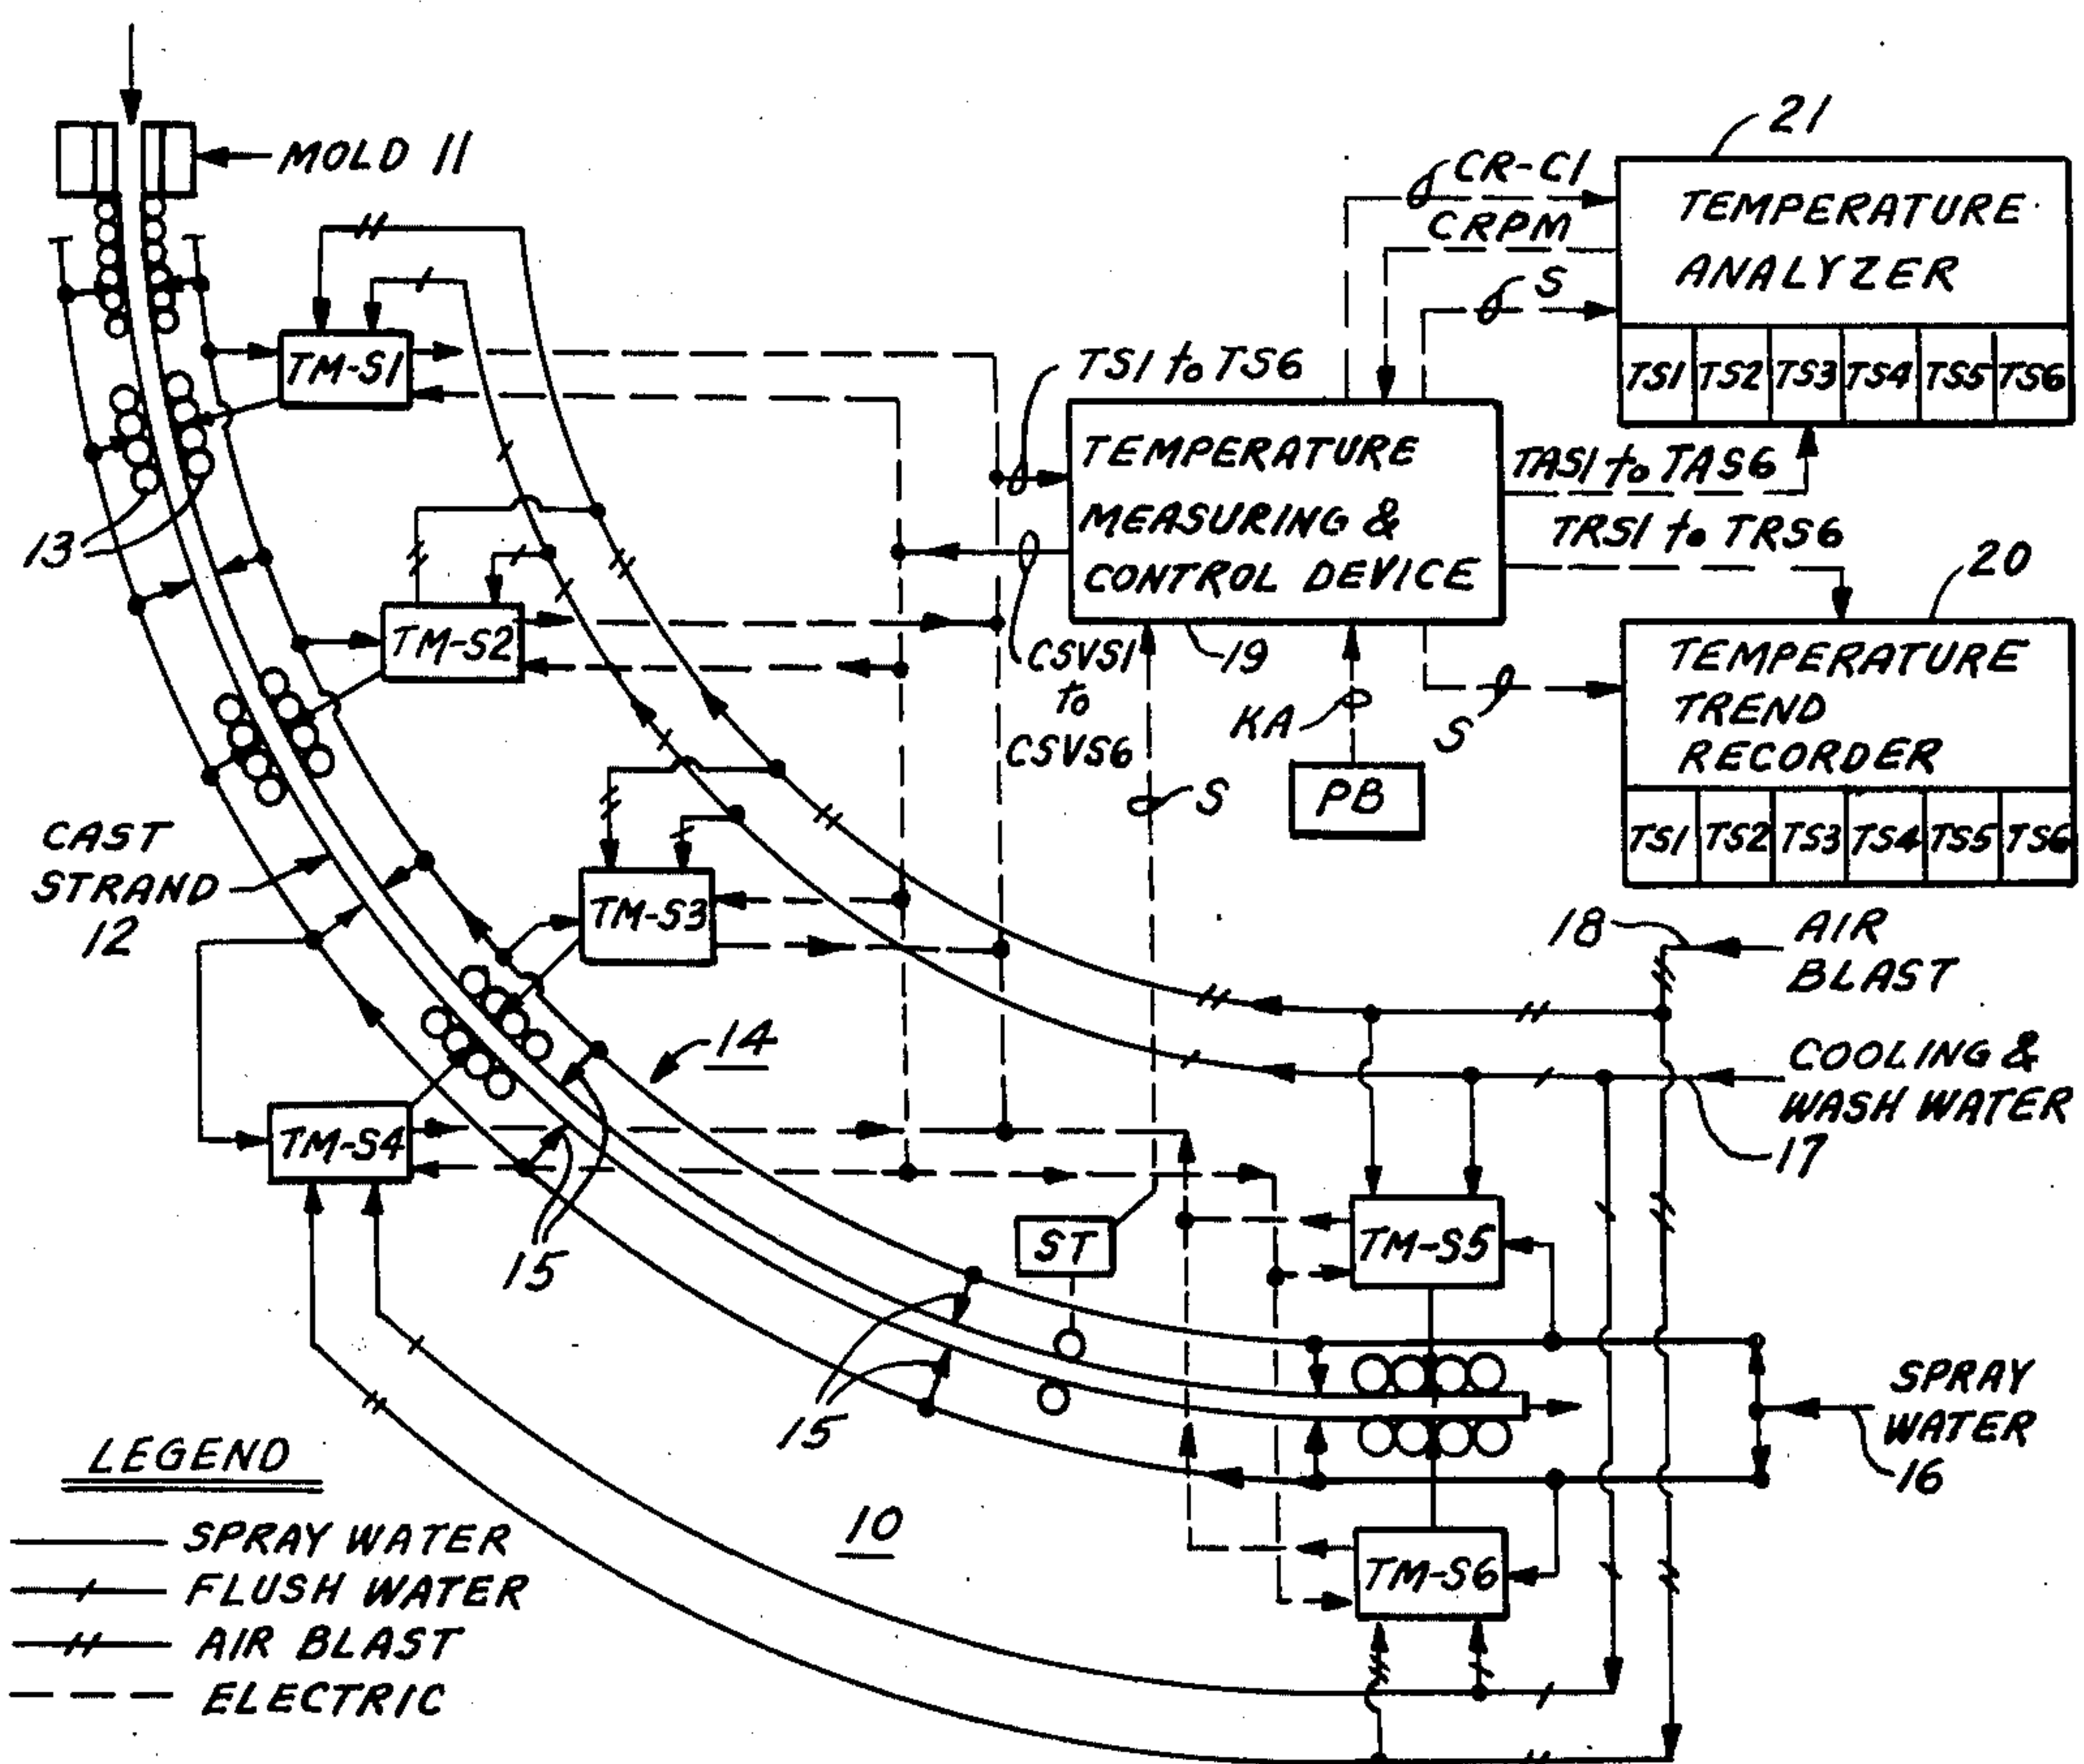 MOLD 11
CR-C1
CRPM
S
21
TEMPERATURE
ANALYZER
TS1 TS2 TS3 TS4 TS5 TS6
TM-S1
TS1 to TS6
TEMPERATURE
MEASURING &
CONTROL DEVICE
TAS1 to TAS6
TRS1 to TRS6
20
13
TM-S2
CSVS1
to
CSVS6
19
KA
S
S
PB
TEMPERATURE
TREND
RECORDER
TS1 TS2 TS3 TS4 TS5 TS6
CAST
STRAND
12
TM-S3
18
AIR
BLAST
14
COOLING &
WASH WATER
17
TM-S4
15
ST
TM-S5
15
SPRAY
WATER
16
10
TM-S6
LEGEND
SPRAY WATER
FLUSH WATER
AIR BLAST
ELECTRIC